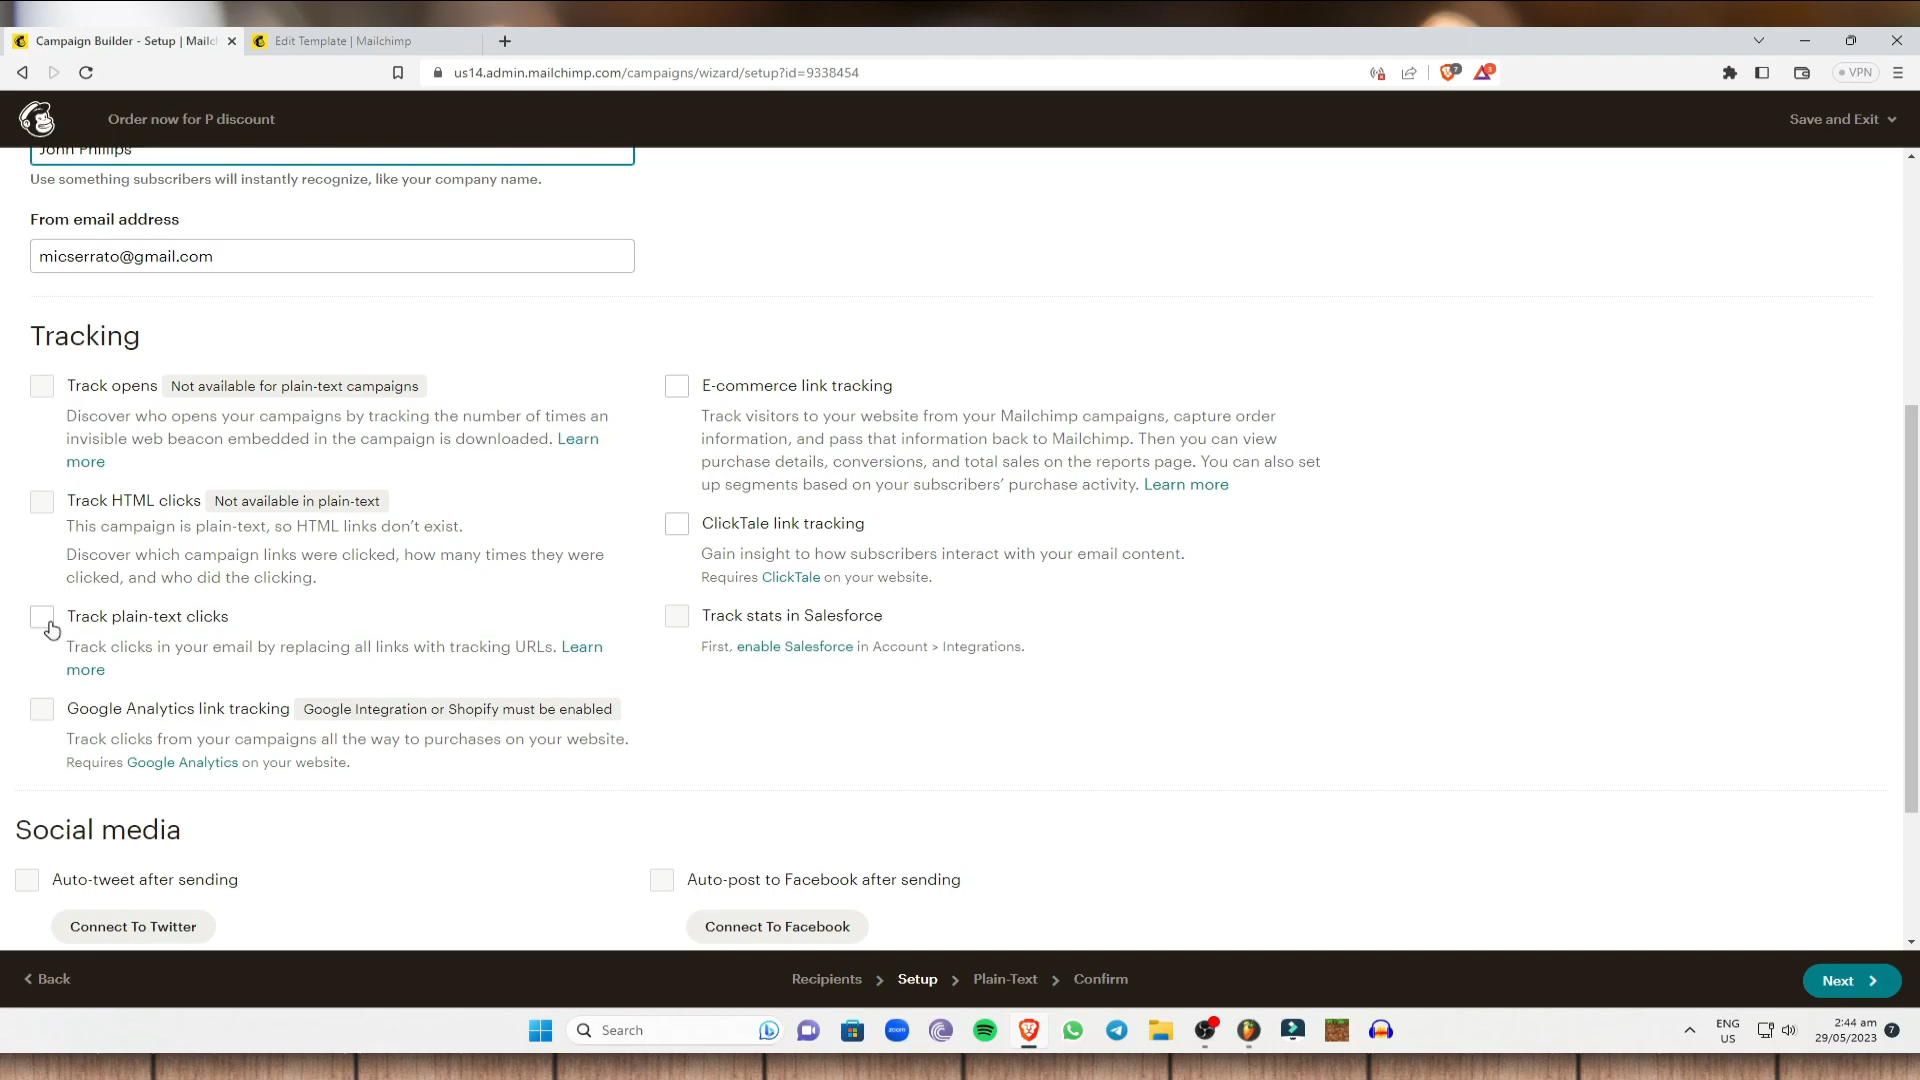 Campaign Builder - Setup | Mailc
Edit Template | Mailchimp
us14.admin.mailchimp.com/campaigns/wizard/setup?id=9338454
7
3
VPN
Order now for P discount
Save and Exit
John Phillips
Use something subscribers will instantly recognize, like your company name.
From email address
micserrato@gmail.com
Tracking
Track opens Not available for plain-text campaigns
Discover who opens your campaigns by tracking the number of times an
invisible web beacon embedded in the campaign is downloaded. Learn
more
Track HTML clicks Not available in plain-text
This campaign is plain-text, so HTML links don't exist.
Discover which campaign links were clicked, how many times they were
clicked, and who did the clicking.
Track plain-text clicks
Track clicks in your email by replacing all links with tracking URLs. Learn
more
Google Analytics link tracking Google Integration or Shopify must be enabled
Track clicks from your campaigns all the way to purchases on your website.
Requires Google Analytics on your website.
E-commerce link tracking
Track visitors to your website from your Mailchimp campaigns, capture order
information, and pass that information back to Mailchimp. Then you can view
purchase details, conversions, and total sales on the reports page. You can also set
up segments based on your subscribers' purchase activity. Learn more
ClickTale link tracking
Gain insight to how subscribers interact with your email content.
Requires ClickTale on your website.
Track stats in Salesforce
First, enable Salesforce in Account > Integrations.
Social media
Auto-tweet after sending
Connect To Twitter
Auto-post to Facebook after sending
Connect To Facebook
Back
Recipients > Setup > Plain-Text > Confirm
Next
Search
zoom
ENG
US
2:44 am
29/05/2023
7